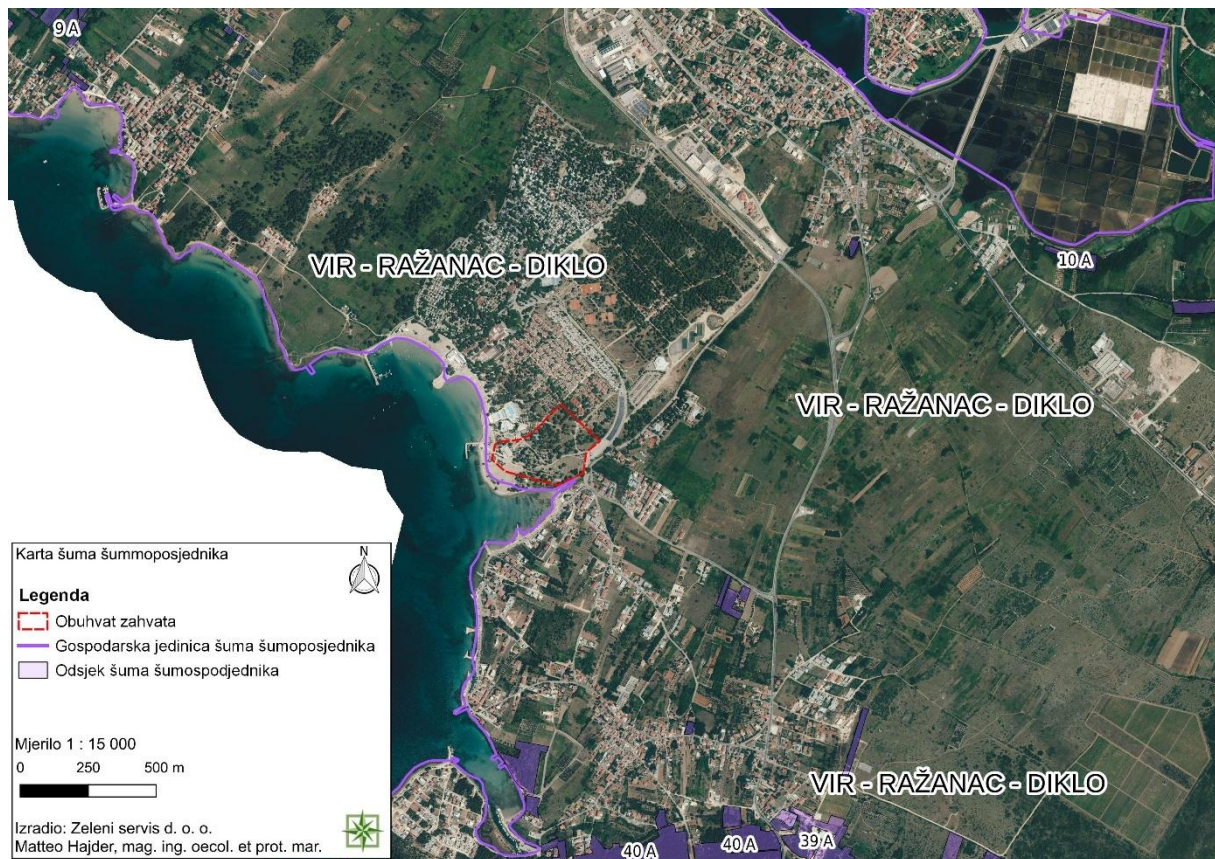 9 A
VIR - RAŽANAC - DIKLO
10 A
VIR - RAŽANAC - DIKLO
VIR - RAŽANAC - DIKLO
39 A
40 A
40 A
Karta šuma šummoposjednika
N
Legenda
Obuhvat zahvata
Gospodarska jedinica šuma šumoposjednika
Odsjek šuma šumospodjednika
Mjerilo 1 : 15 000
0 250 500 m
Izradio: Zeleni servis d. o. o.
Matteo Hajder, mag. ing. oecol. et prot. mar.